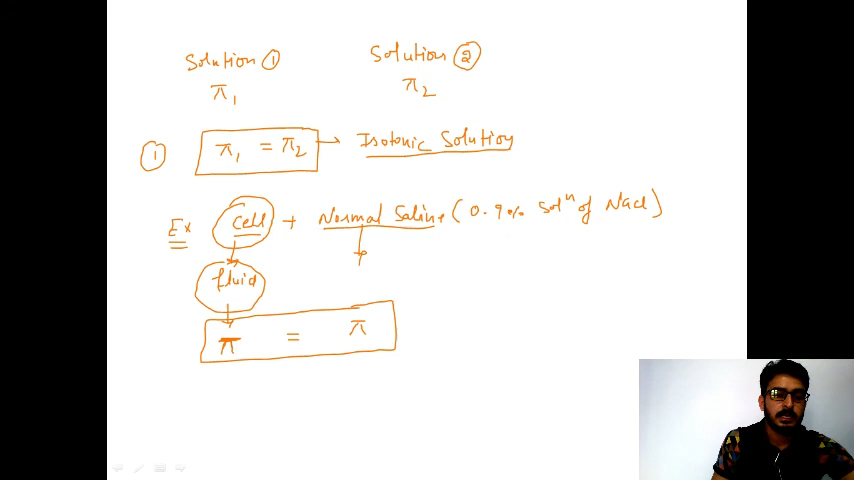 Solution ① Solution ②
π₁ π₂
① π₁ = π₂ → Isotonic Solution
Ex Cell + Normal Saline (0.9% solⁿ of NaCl)
fluid
π = π